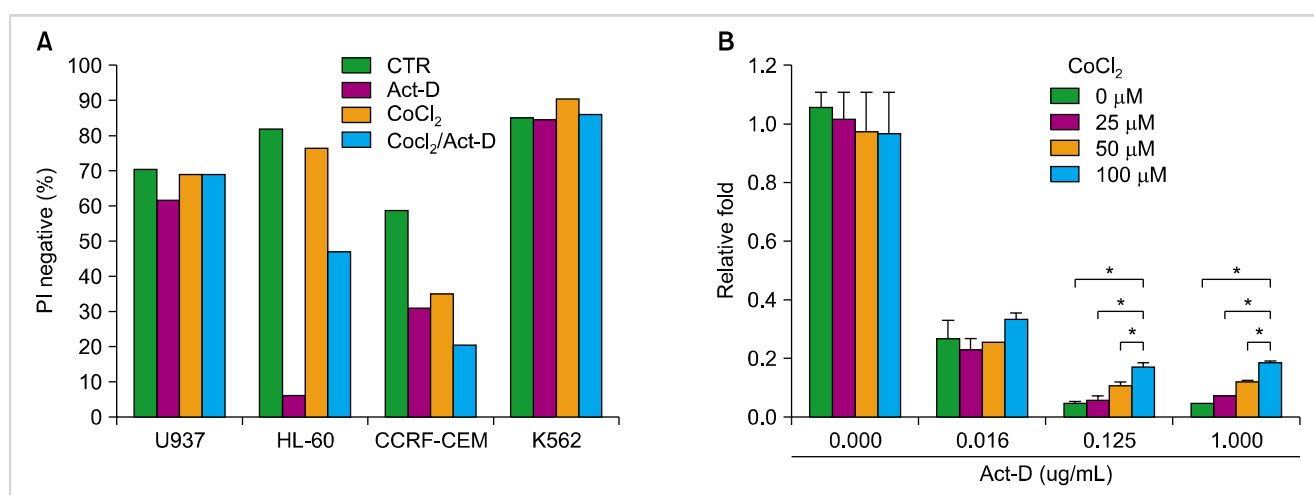 A
PI negative (%)
100
90
80
70
60
50
40
30
20
10
0
CTR
Act-D
CoCl₂
Cocl₂/Act-D
U937 HL-60 CCRF-CEM K562
B
Relative fold
1.2
1.0
0.8
0.6
0.4
0.2
0.0
CoCl₂
0 μM
25 μM
50 μM
100 μM
* *
* *
* *
0.000 0.016 0.125 1.000
Act-D (ug/mL)